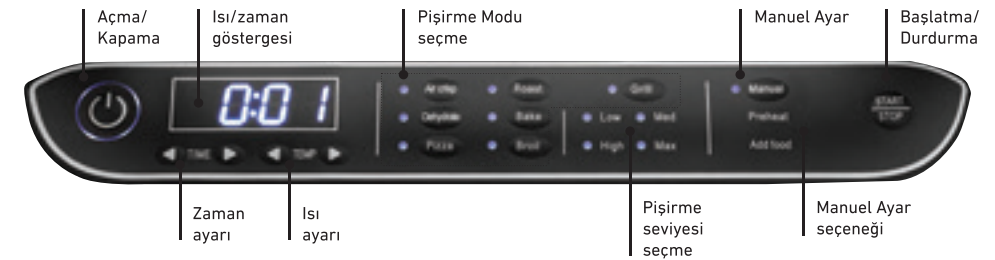 Açma/
Kapama
Isı/zaman
göstergesi
Pişirme Modu
seçme
Manuel Ayar
Başlatma/
Durdurma
0:01
Air crisp
Roast
Grill
Manuel
START
STOP
Dehydrate
Bake
Low
Med
Preheat
Pizza
Broil
High
Max
Add food
TIME
TEMP
Zaman
ayarı
Isı
ayarı
Pişirme
seviyesi
seçme
Manuel Ayar
seçeneği